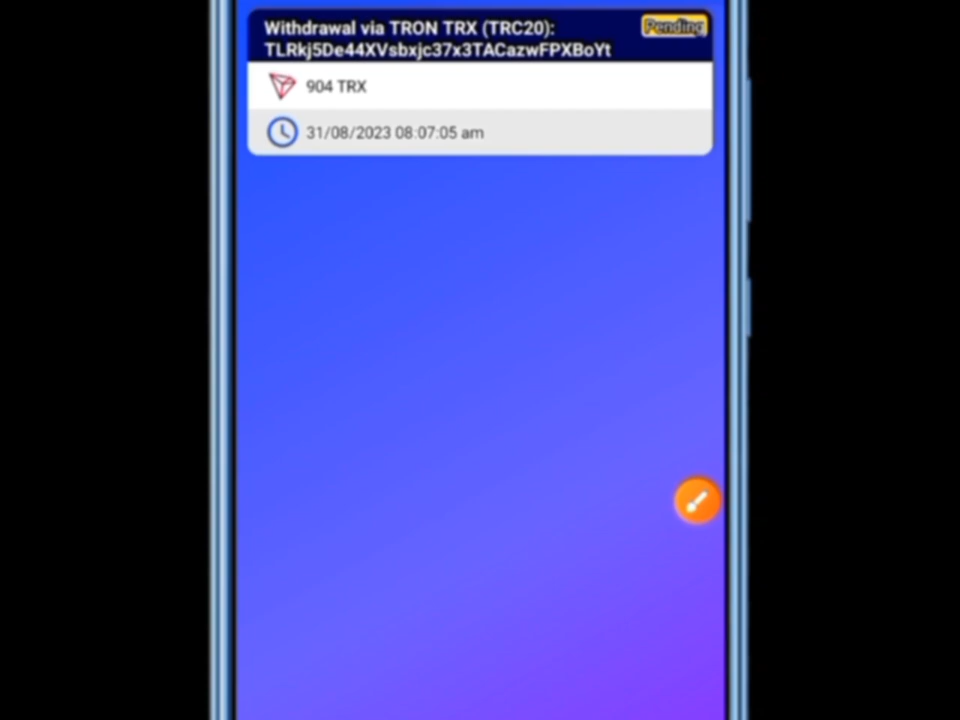 Withdrawal via TRON TRX (TRC20):
Pending
TLRkj5De44XVsbxjc37x3TACazwFPXBoYt
904 TRX
31/08/2023 08:07:05 am